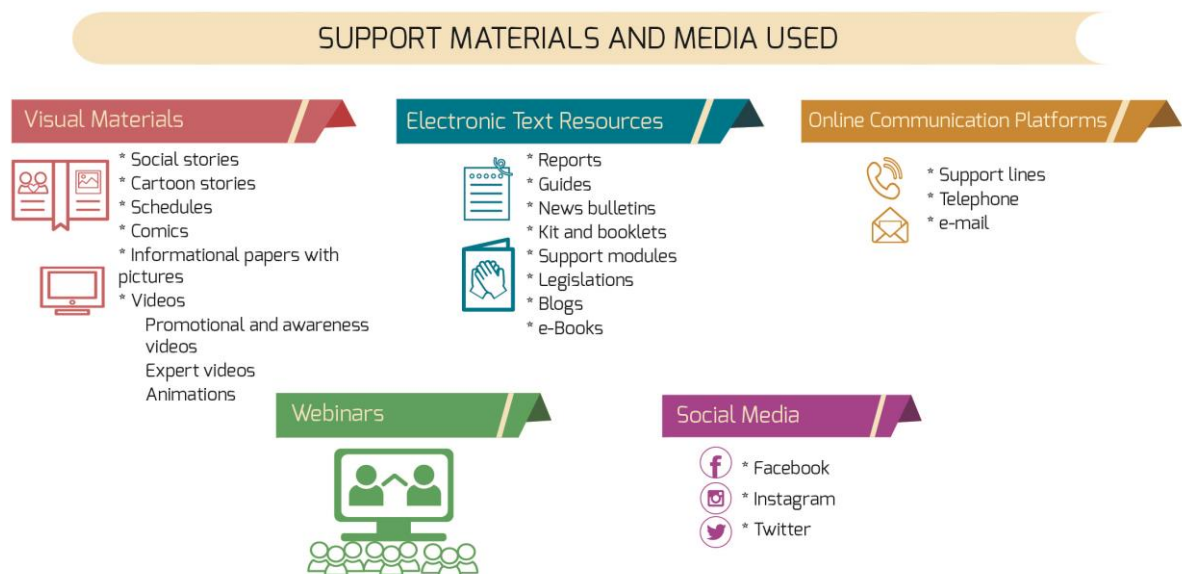 SUPPORT MATERIALS AND MEDIA USED
Visual Materials
* Social stories
* Cartoon stories
* Schedules
* Comics
* Informational papers with
pictures
* Videos
Promotional and awareness
videos
Expert videos
Animations
Electronic Text Resources
* Reports
* Guides
* News bulletins
* Kit and booklets
* Support modules
* Legislations
* Blogs
* e-Books
Online Communication Platforms
* Support lines
* Telephone
* e-mail
Webinars
Social Media
* Facebook
* Instagram
* Twitter